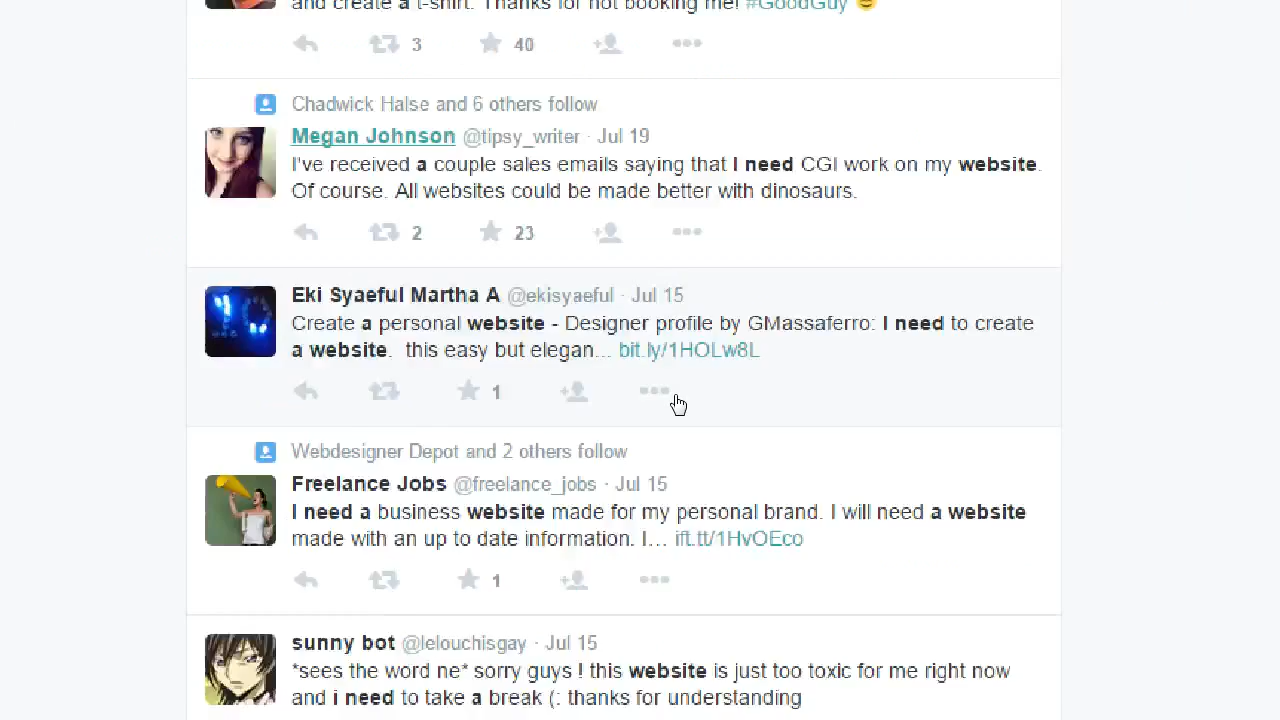 and create a t-shirt. Thanks for not booking me! #GoodGuy
3 40
Chadwick Halse and 6 others follow
Megan Johnson @tipsy_writer · Jul 19
I've received a couple sales emails saying that I need CGI work on my website.
Of course. All websites could be made better with dinosaurs.
2 23
Eki Syaeful Martha A @ekisyaeful · Jul 15
Create a personal website - Designer profile by GMassaferro: I need to create
a website. this easy but elegan... bit.ly/1HOLw8L
1
Webdesigner Depot and 2 others follow
Freelance Jobs @freelance_jobs · Jul 15
I need a business website made for my personal brand. I will need a website
made with an up to date information. I... ift.tt/1HvOEco
1
sunny bot @lelouchisgay · Jul 15
*sees the word ne* sorry guys ! this website is just too toxic for me right now
and i need to take a break (: thanks for understanding